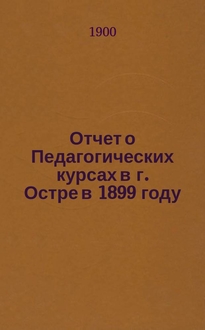 1900
Отчет о
Педагогических
курсах в г.
Остре в 1899 году